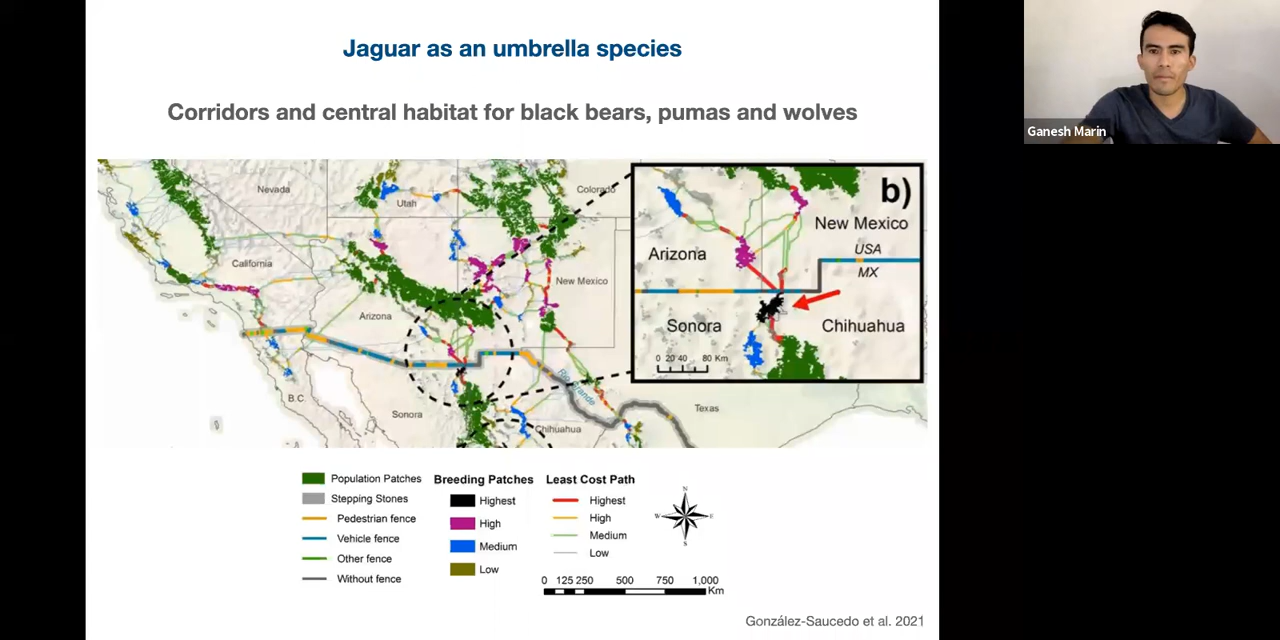 Jaguar as an umbrella species
Corridors and central habitat for black bears, pumas and wolves
Ganesh Marin
Nevada
Utah
Colorado
California
Arizona
New Mexico
B.C
Sonora
Chihuahua
Rio Grande
Texas
b)
New Mexico
Arizona
USA
MX
Sonora
Chihuahua
0 20 40 80 Km
Population Patches
Stepping Stones
Pedestrian fence
Vehicle fence
Other fence
Without fence
Breeding Patches
Highest
High
Medium
Low
Least Cost Path
Highest
High
Medium
Low
N
W E
S
0 125 250 500 750 1,000
Km
González-Saucedo et al. 2021